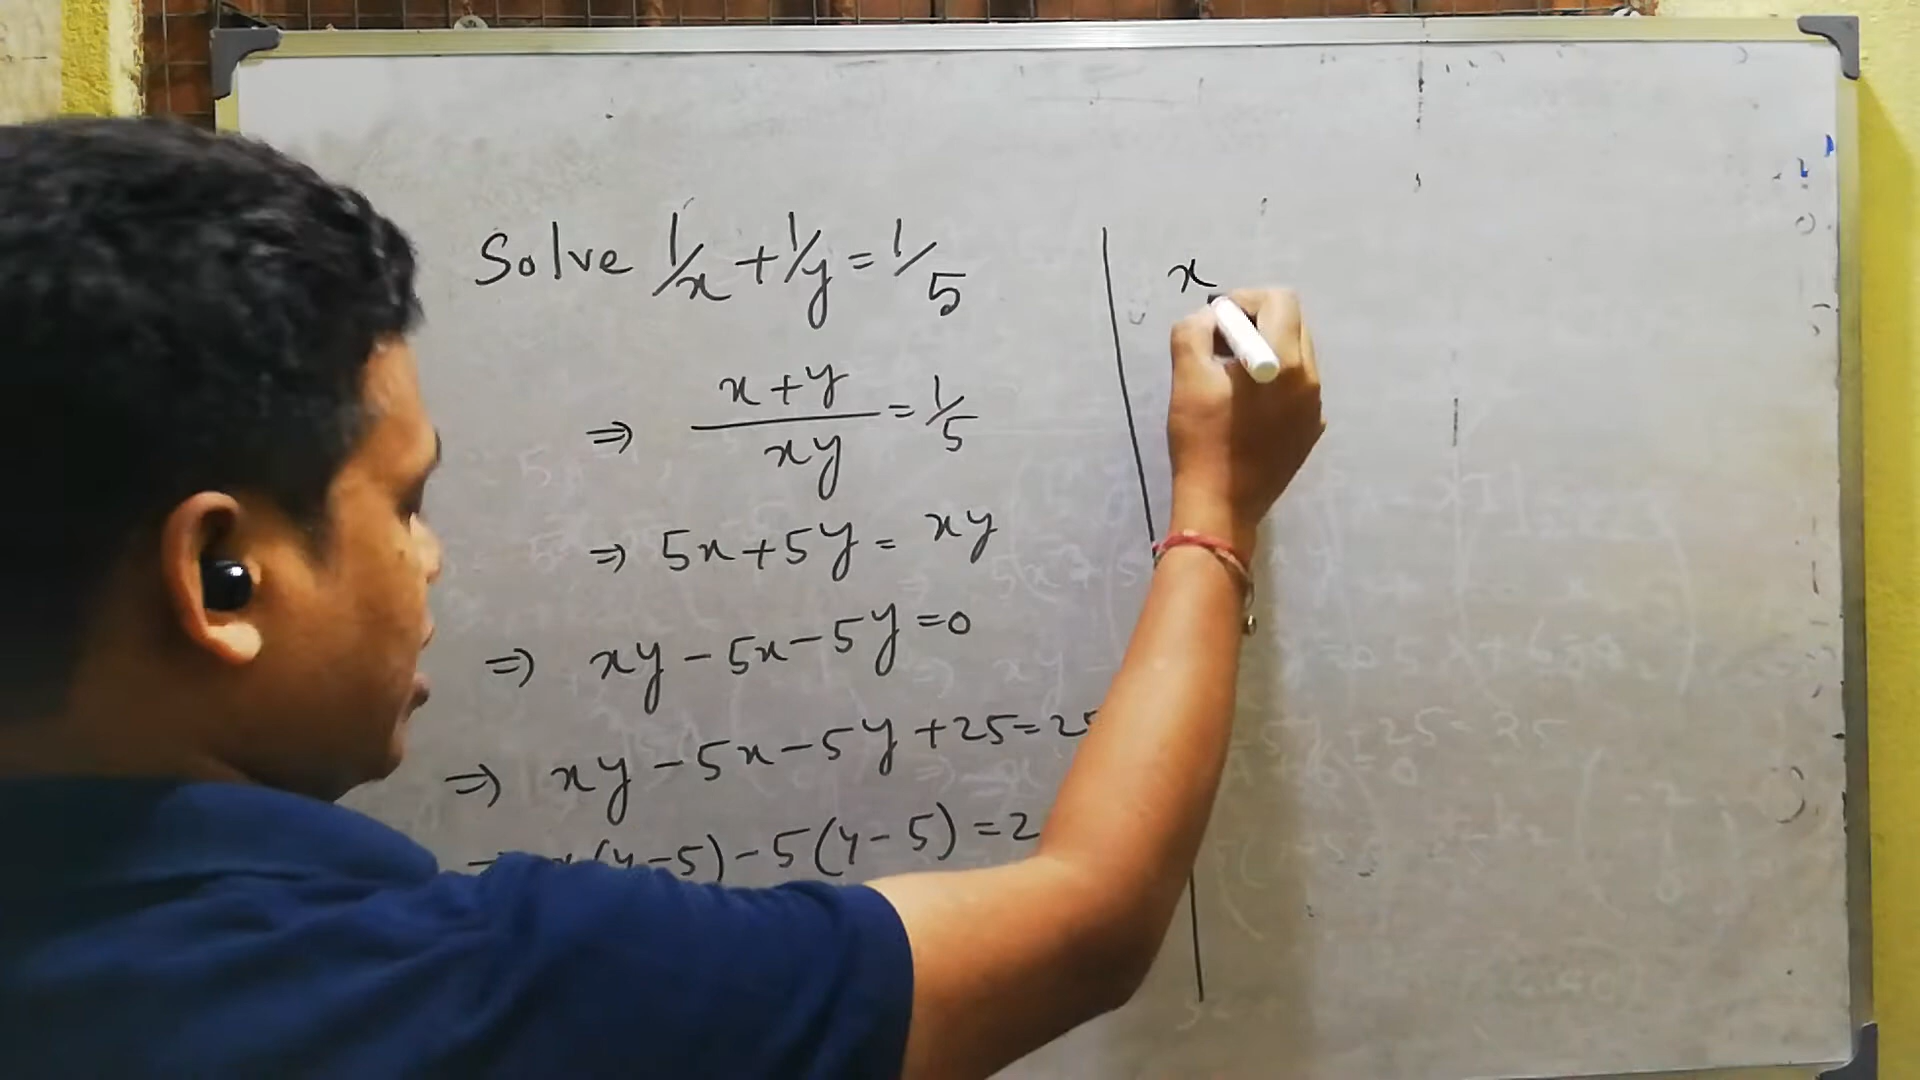 Solve 1/x + 1/y = 1/5
⇒ x+y/xy = 1/5
⇒ 5x+5y = xy
⇒ xy - 5x - 5y = 0
⇒ xy - 5x - 5y + 25 = 25
x(y-5) - 5(y-5) = 2
x